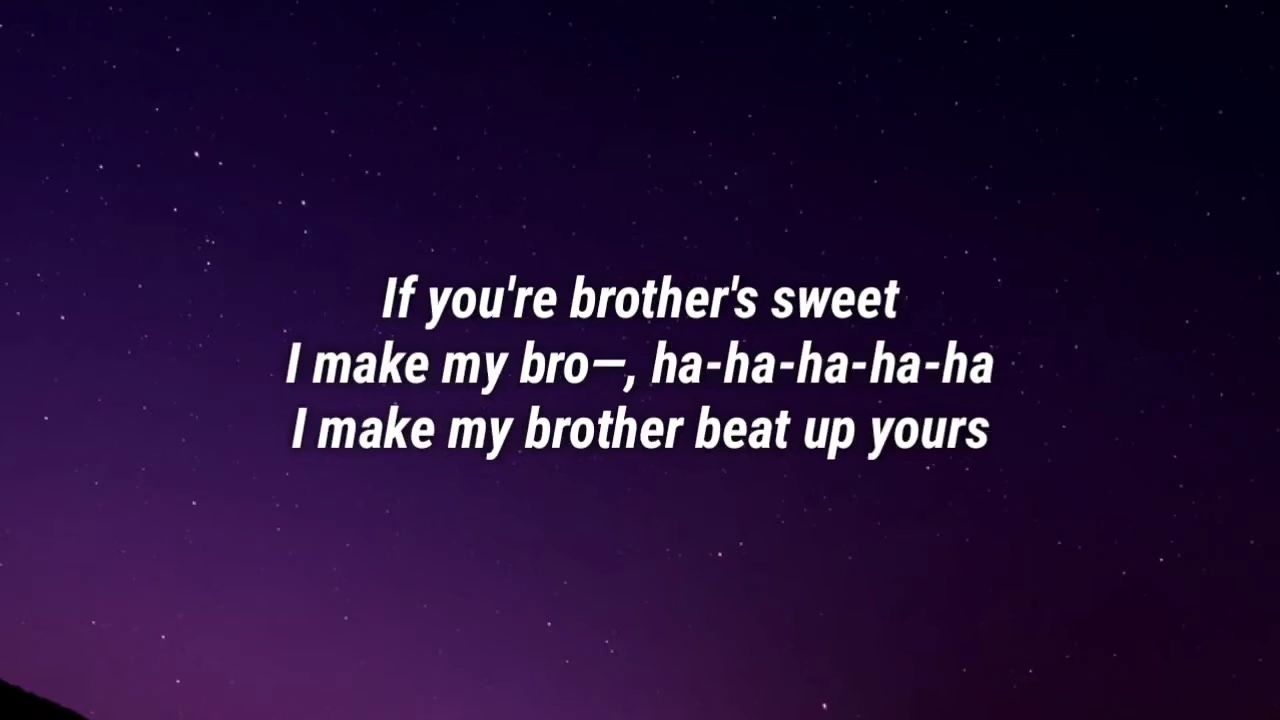 If you're brother's sweet
I make my bro—, ha-ha-ha-ha-ha
I make my brother beat up yours